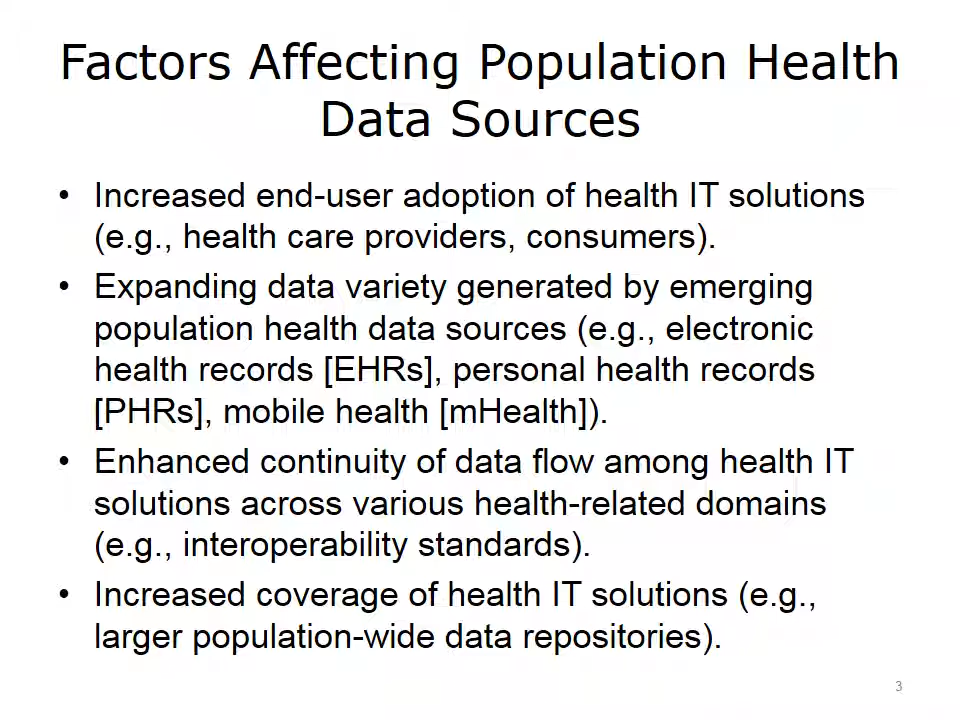 Factors Affecting Population Health
Data Sources
• Increased end-user adoption of health IT solutions
(e.g., health care providers, consumers).
• Expanding data variety generated by emerging
population health data sources (e.g., electronic
health records [EHRs], personal health records
[PHRs], mobile health [mHealth]).
• Enhanced continuity of data flow among health IT
solutions across various health-related domains
(e.g., interoperability standards).
• Increased coverage of health IT solutions (e.g.,
larger population-wide data repositories).
3